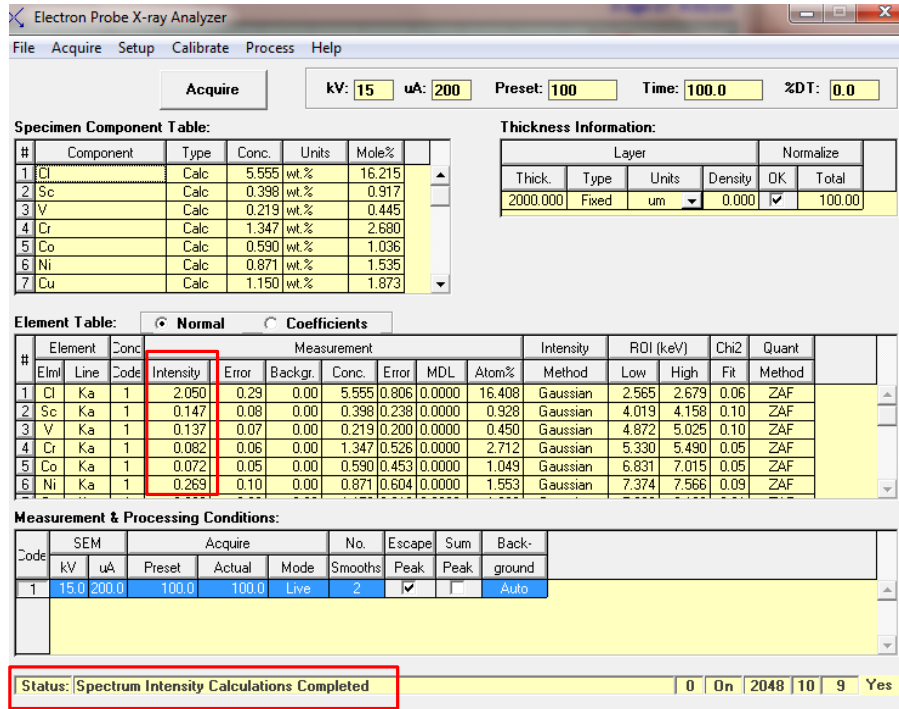 Electron Probe X-ray Analyzer
File Acquire Setup Calibrate Process Help
Acquire kV: 15 uA: 200 Preset: 100 Time: 100.0 %DT: 0.0
Specimen Component Table: Thickness Information:
# Component Type Conc. Units Mole% Layer Normalize
Thick. Type Units Density OK Total
2000.000 Fixed um 0.000 100.00
1 Cl Calc 5.555 wt.% 16.215
2 Sc Calc 0.398 wt.% 0.917
3 V Calc 0.219 wt.% 0.445
4 Cr Calc 1.347 wt.% 2.680
5 Co Calc 0.590 wt.% 1.036
6 Ni Calc 0.871 wt.% 1.535
7 Cu Calc 1.150 wt.% 1.873
Element Table: Normal Coefficients
# Element Conc Measurement Intensity ROI (keV) Chi2 Quant
Elml Line Code Intensity Error Backgr. Conc. Error MDL Atom% Method Low High Fit Method
1 Cl Ka 1 2.050 0.29 0.00 5.555 0.806 0.0000 16.408 Gaussian 2.565 2.679 0.06 ZAF
2 Sc Ka 1 0.147 0.08 0.00 0.398 0.238 0.0000 0.928 Gaussian 4.019 4.158 0.10 ZAF
3 V Ka 1 0.137 0.07 0.00 0.219 0.200 0.0000 0.450 Gaussian 4.872 5.025 0.10 ZAF
4 Cr Ka 1 0.082 0.06 0.00 1.347 0.526 0.0000 2.712 Gaussian 5.330 5.490 0.05 ZAF
5 Co Ka 1 0.072 0.05 0.00 0.590 0.453 0.0000 1.049 Gaussian 6.831 7.015 0.05 ZAF
6 Ni Ka 1 0.269 0.10 0.00 0.871 0.604 0.0000 1.553 Gaussian 7.374 7.566 0.09 ZAF
Measurement & Processing Conditions:
Code SEM Acquire No. Escape Sum Back-
kV uA Preset Actual Mode Smooths Peak Peak ground
1 15.0 200.0 100.0 100.0 Live 2 Auto
Status: Spectrum Intensity Calculations Completed 0 On 2048 10 9 Yes